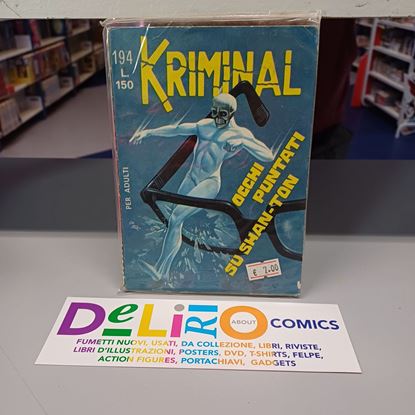 194
L.
150
KRIMINAL
PER ADULTI
OCCHI
PUNTATI
SU SHAN-TON
€ 2.00
DeLiRiO
ABOUT
COMICS
FUMETTI NUOVI, USATI, DA COLLEZIONE, LIBRI, RIVISTE,
LIBRI D'ILLUSTRAZIONI, POSTERS, DVD, T-SHIRTS, FELPE,
ACTION FIGURES, PORTACHIAVI, GADGETS